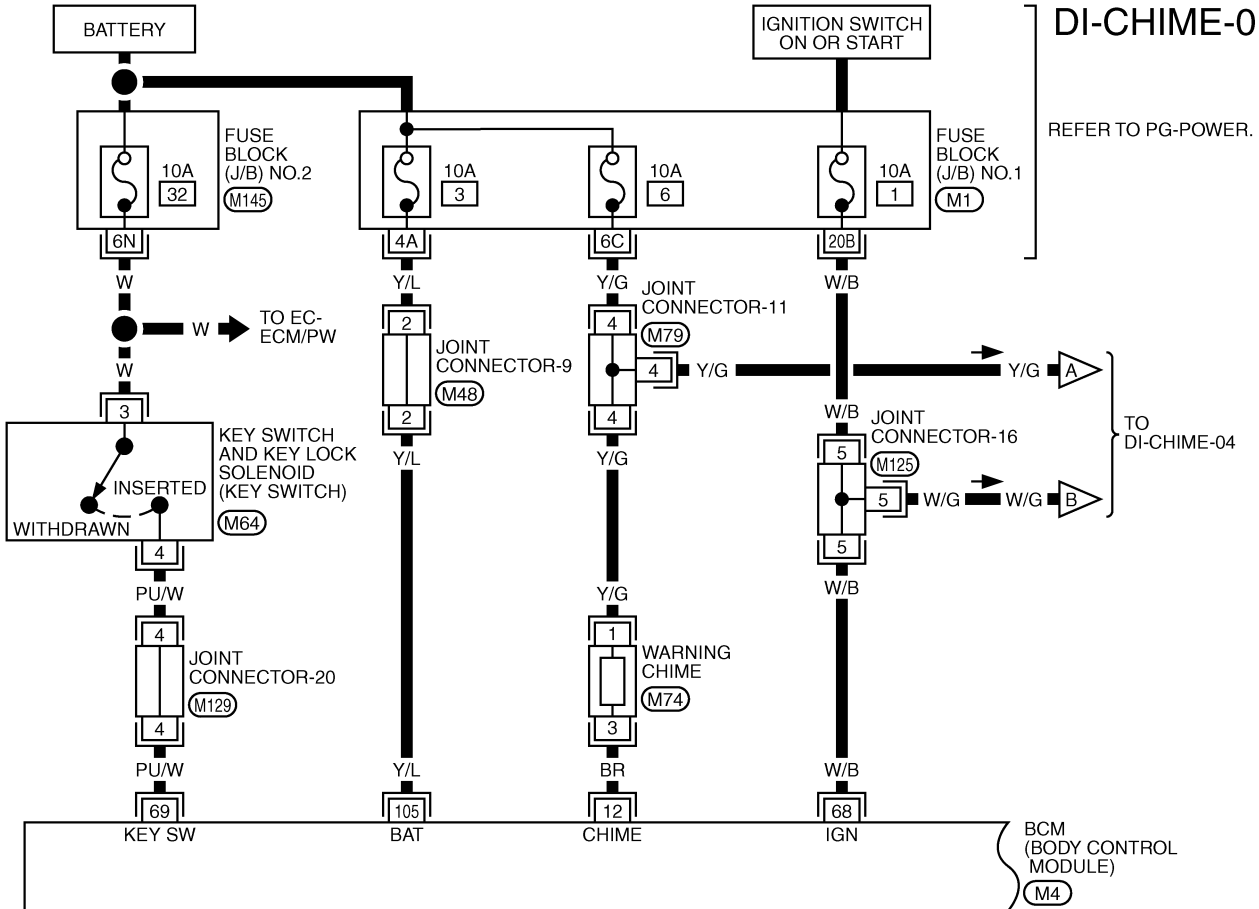 DI-CHIME-0
BATTERY
IGNITION SWITCH
ON OR START
REFER TO PG-POWER.
FUSE
BLOCK
(J/B) NO.2
M145
10A
32
10A
3
10A
6
10A
1
FUSE
BLOCK
(J/B) NO.1
M1
6N
4A
6C
20B
W
Y/L
Y/G
W/B
W
TO EC-
ECM/PW
W
2
JOINT
CONNECTOR-9
M48
2
Y/L
JOINT
CONNECTOR-11
M79
4
4
4
Y/G
Y/G
A
Y/G
W/B
JOINT
CONNECTOR-16
M125
5
5
5
W/G
W/G
B
TO
DI-CHIME-04
W/B
3
KEY SWITCH
AND KEY LOCK
SOLENOID
(KEY SWITCH)
M64
INSERTED
WITHDRAWN
4
PU/W
4
JOINT
CONNECTOR-20
M129
4
PU/W
Y/G
1
WARNING
CHIME
M74
3
BR
Y/L
W/B
69
105
12
68
KEY SW
BAT
CHIME
IGN
BCM
(BODY CONTROL
MODULE)
M4